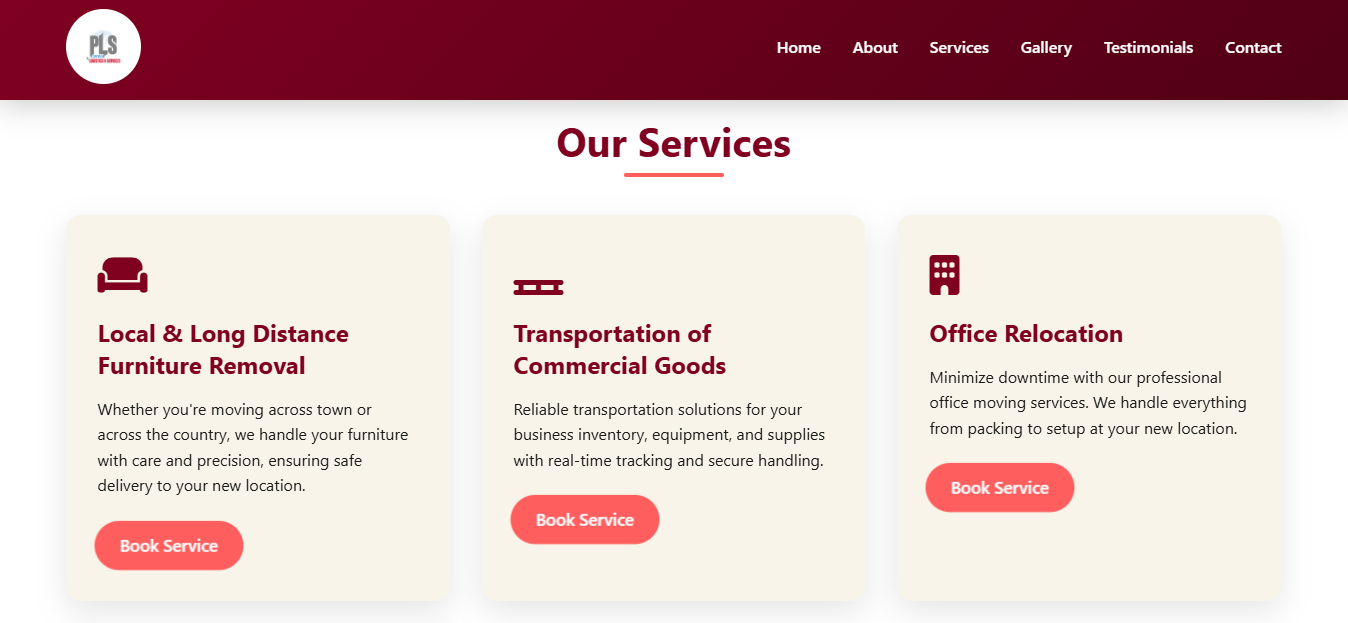 PLS
Home
About
Services
Gallery
Testimonials
Contact
Our Services
Local & Long Distance
Furniture Removal
Whether you're moving across town or
across the country, we handle your furniture
with care and precision, ensuring safe
delivery to your new location.
Book Service
Transportation of
Commercial Goods
Reliable transportation solutions for your
business inventory, equipment, and supplies
with real-time tracking and secure handling.
Book Service
Office Relocation
Minimize downtime with our professional
office moving services. We handle everything
from packing to setup at your new location.
Book Service